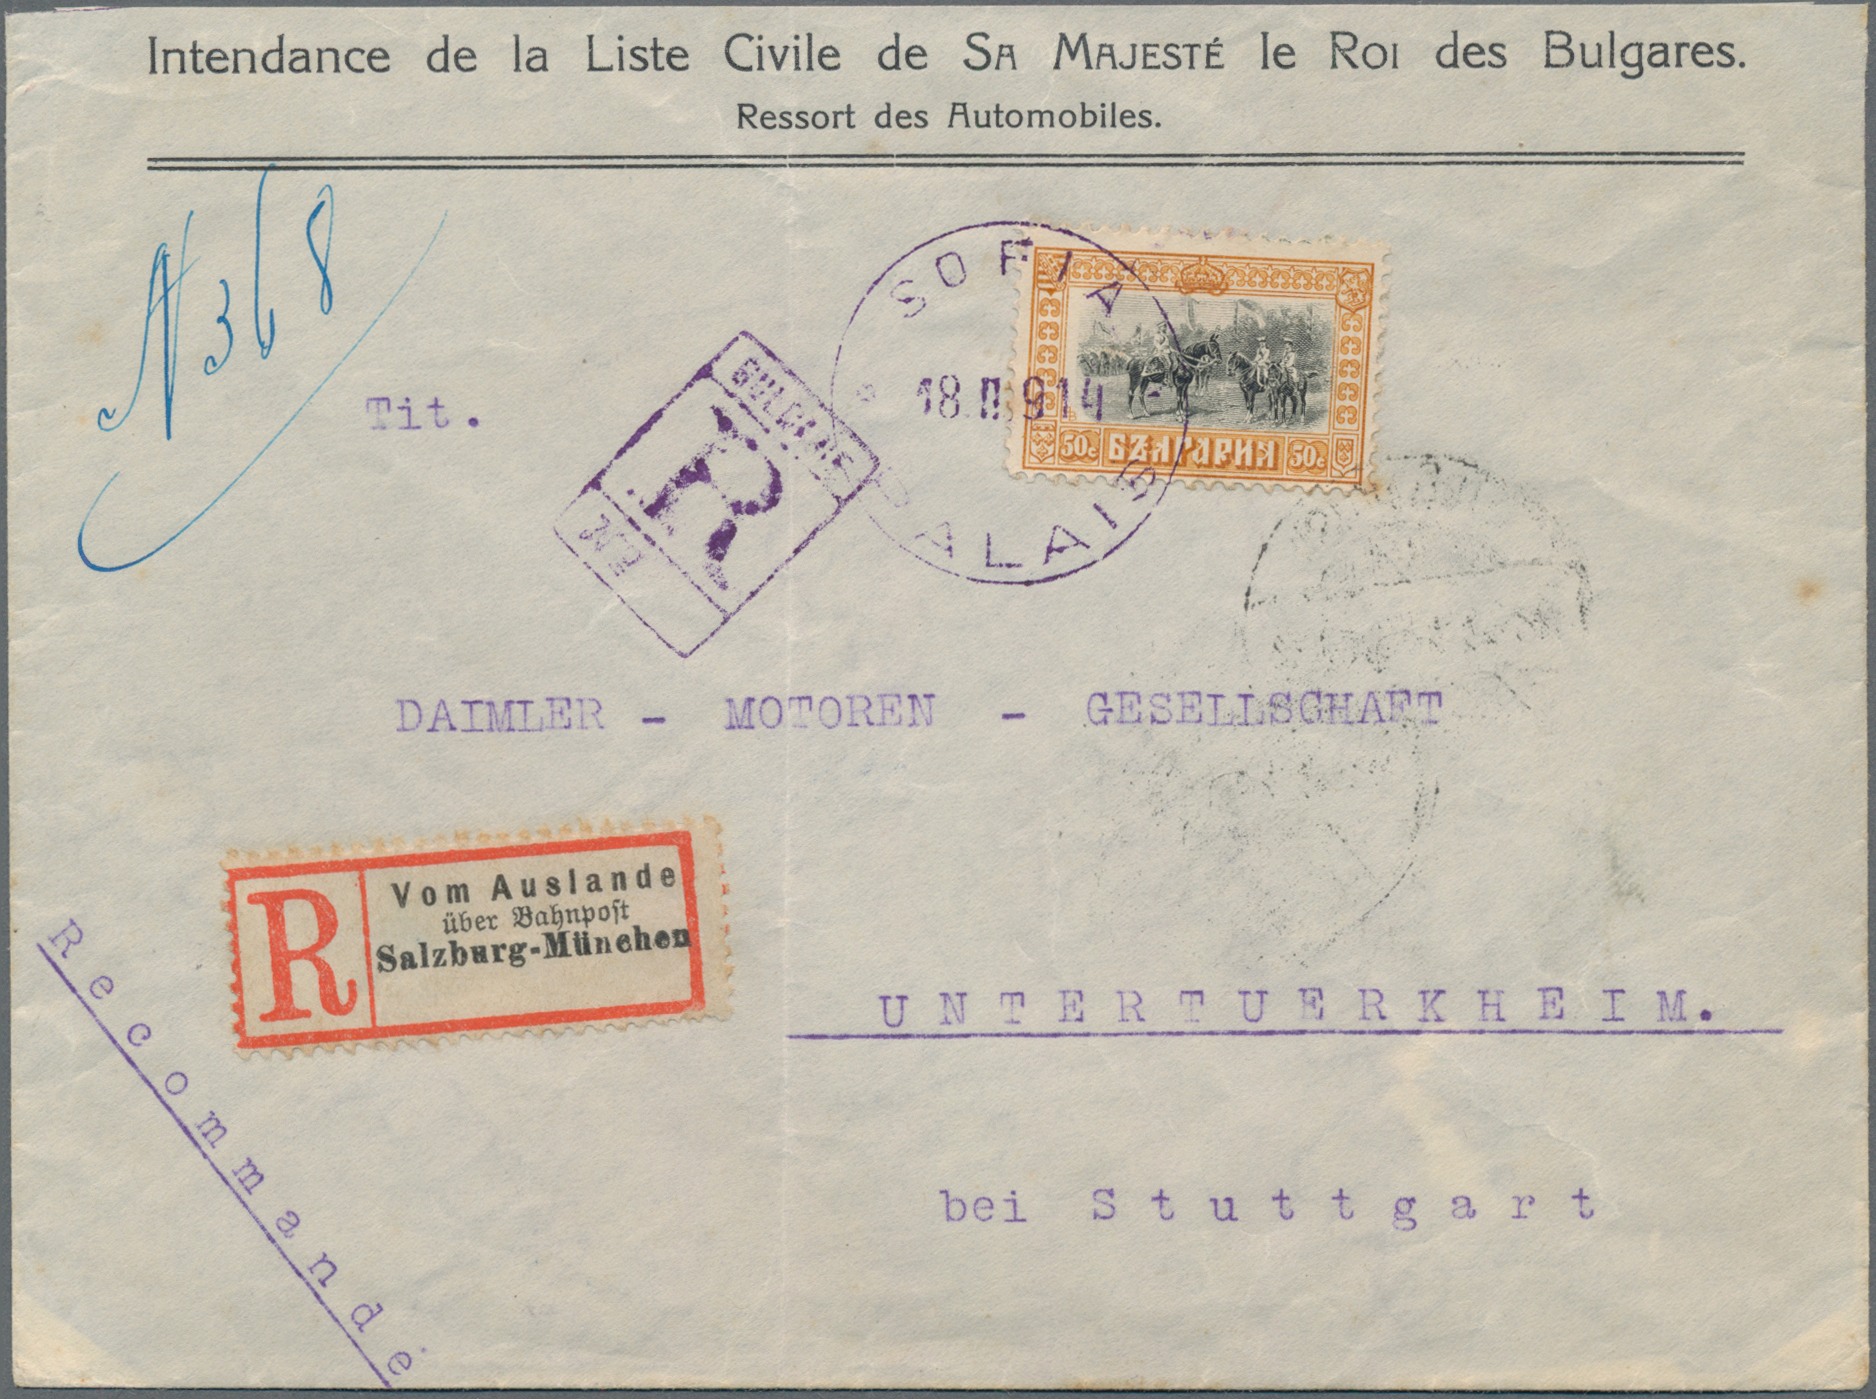 Intendance de la Liste Civile de Sa Majesté le Roi des Bulgares.
Ressort des Automobiles.
N 368
SOFIA
18.II.914
PALAIS
50c БЪЛГАРИЯ 50c
Tit.
BULGARIE
R
№
DAIMLER - MOTOREN - GESELLSCHAFT
R
Vom Auslande
über Bahnpost
Salzburg-München
UNTERTUERKHEIM.
bei Stuttgart
Recommandé